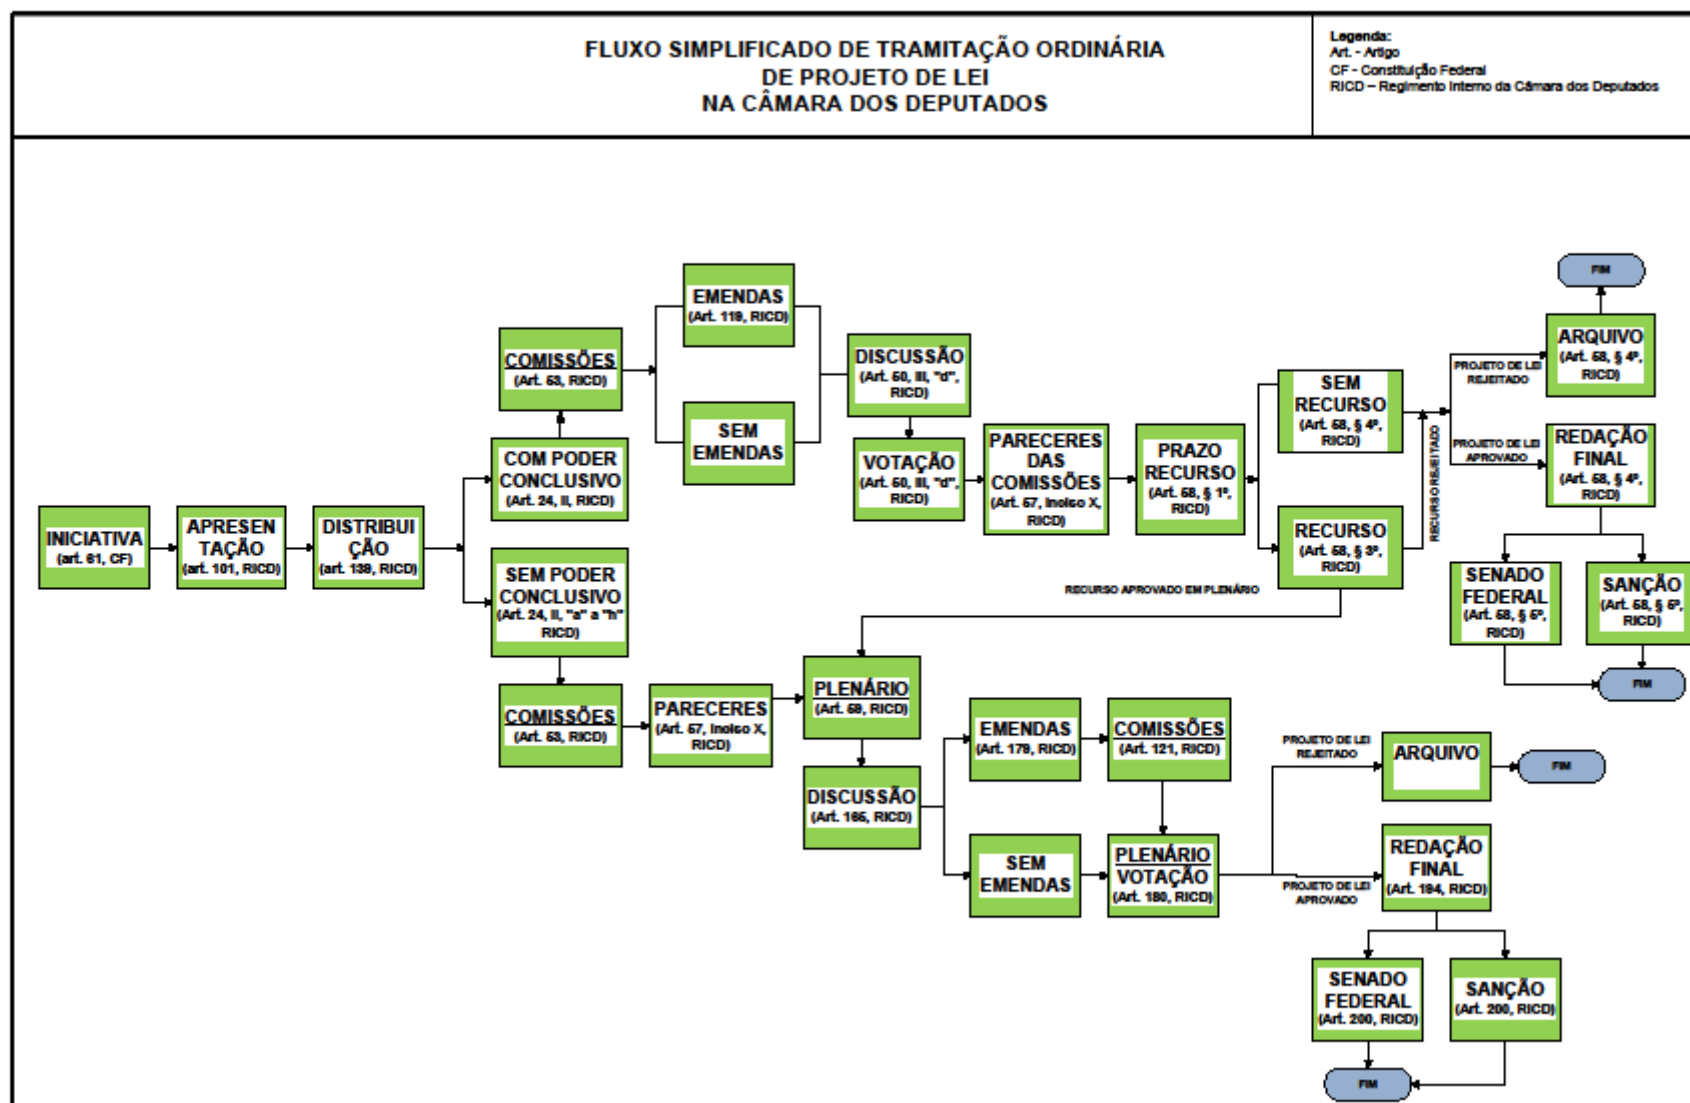 FLUXO SIMPLIFICADO DE TRAMITAÇÃO ORDINÁRIA
DE PROJETO DE LEI
NA CÂMARA DOS DEPUTADOS
Legenda:
Art. - Artigo
CF - Constituição Federal
RICD – Regimento Interno da Câmara dos Deputados
INICIATIVA
(art. 61, CF)
APRESEN
TAÇÃO
(art. 101, RICD)
DISTRIBUI
ÇÃO
(art. 139, RICD)
COM PODER
CONCLUSIVO
(Art. 24, II, RICD)
COMISSÕES
(Art. 53, RICD)
EMENDAS
(Art. 119, RICD)
SEM
EMENDAS
DISCUSSÃO
(Art. 50, III, "d",
RICD)
VOTAÇÃO
(Art. 50, III, "d",
RICD)
PARECERES
DAS
COMISSÕES
(Art. 57, Inciso X,
RICD)
PRAZO
RECURSO
(Art. 58, § 1º,
RICD)
SEM
RECURSO
(Art. 58, § 4º,
RICD)
RECURSO
(Art. 58, § 3º,
RICD)
RECURSO REJEITADO
PROJETO DE LEI
REJEITADO
ARQUIVO
(Art. 58, § 4º,
RICD)
FIM
PROJETO DE LEI
APROVADO
REDAÇÃO
FINAL
(Art. 58, § 4º,
RICD)
SENADO
FEDERAL
(Art. 58, § 5º,
RICD)
SANÇÃO
(Art. 58, § 5º,
RICD)
FIM
RECURSO APROVADO EM PLENÁRIO
SEM PODER
CONCLUSIVO
(Art. 24, II, "a" a "h"
RICD)
COMISSÕES
(Art. 53, RICD)
PARECERES
(Art. 57, Inciso X,
RICD)
PLENÁRIO
(Art. 59, RICD)
DISCUSSÃO
(Art. 165, RICD)
EMENDAS
(Art. 179, RICD)
COMISSÕES
(Art. 121, RICD)
SEM
EMENDAS
PLENÁRIO
VOTAÇÃO
(Art. 180, RICD)
PROJETO DE LEI
REJEITADO
ARQUIVO
FIM
PROJETO DE LEI
APROVADO
REDAÇÃO
FINAL
(Art. 194, RICD)
SENADO
FEDERAL
(Art. 200, RICD)
SANÇÃO
(Art. 200, RICD)
FIM